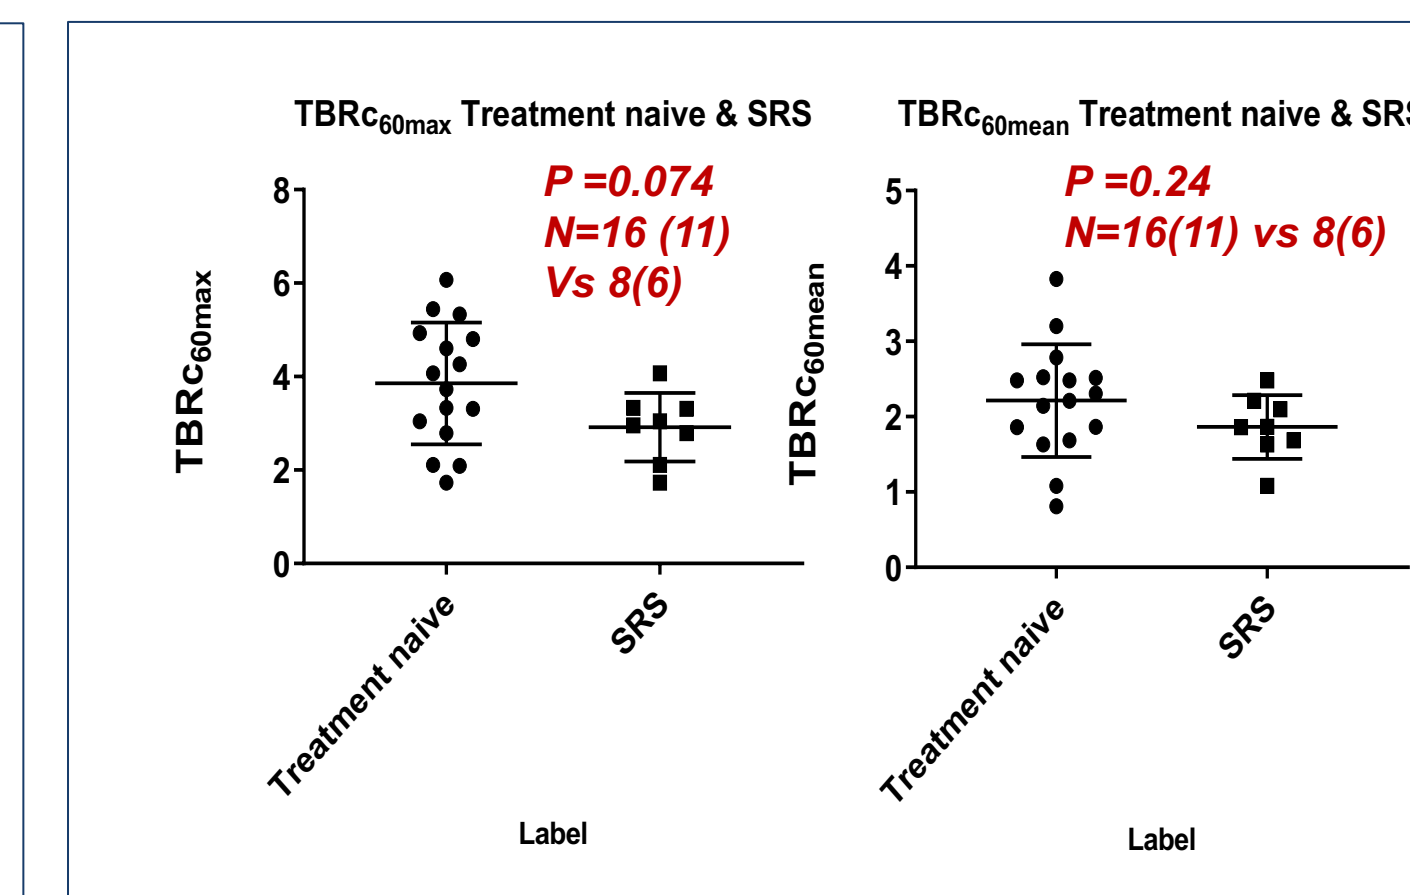 TBRc60max Treatment naive & SRS
P =0.074
N=16 (11)
Vs 8(6)
8
6
4
2
0
TBRc60max
Treatment naive
SRS
Label
TBRc60mean Treatment naive & SRS
P =0.24
N=16(11) vs 8(6)
5
4
3
2
1
0
TBRc60mean
Treatment naive
SRS
Label